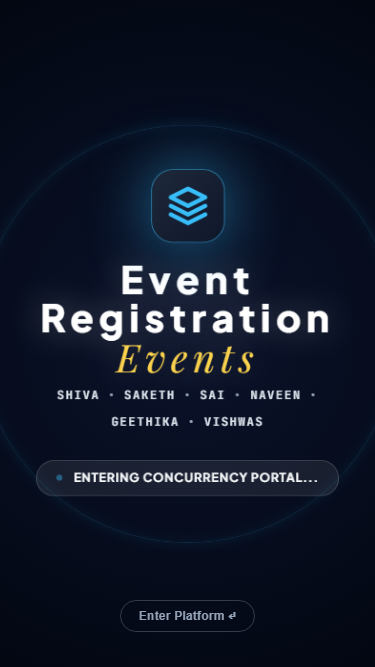 Event
Registration
Events
SHIVA • SAKETH • SAI • NAVEEN •
GEETHIKA • VISHWAS
ENTERING CONCURRENCY PORTAL...
Enter Platform ↵